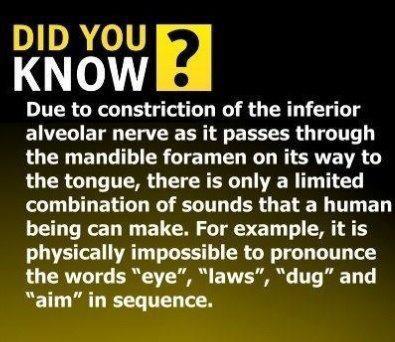 DID YOU
KNOW ?
Due to constriction of the inferior
alveolar nerve as it passes through
the mandible foramen on its way to
the tongue, there is only a limited
combination of sounds that a human
being can make. For example, it is
physically impossible to pronounce
the words “eye”, “laws”, “dug” and
“aim” in sequence.